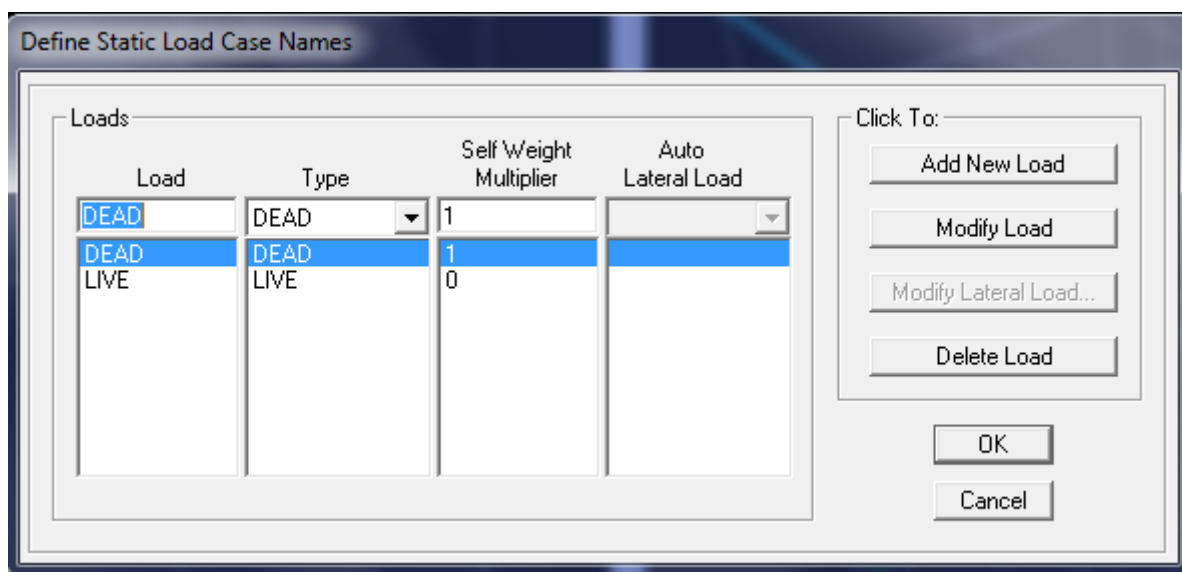 Define Static Load Case Names
Loads
Click To:
Self Weight Auto
Load Type Multiplier Lateral Load
DEAD DEAD 1
DEAD DEAD 1
LIVE LIVE 0
Add New Load
Modify Load
Modify Lateral Load...
Delete Load
OK
Cancel